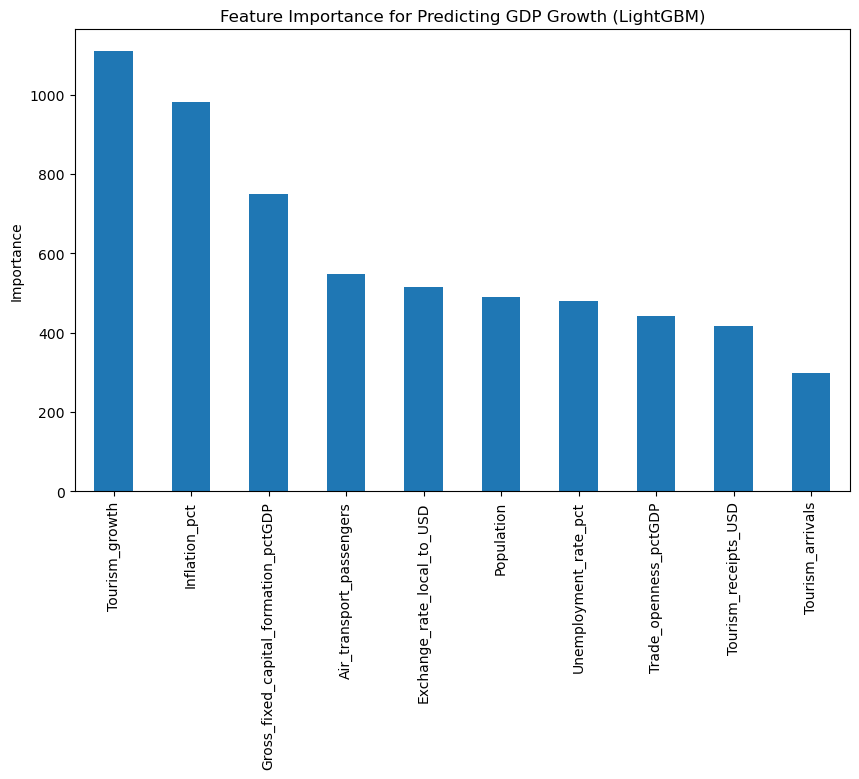 Feature Importance for Predicting GDP Growth (LightGBM)
Importance
1000
800
600
400
200
0
Tourism_growth
Inflation_pct
Gross_fixed_capital_formation_pctGDP
Air_transport_passengers
Exchange_rate_local_to_USD
Population
Unemployment_rate_pct
Trade_openness_pctGDP
Tourism_receipts_USD
Tourism_arrivals